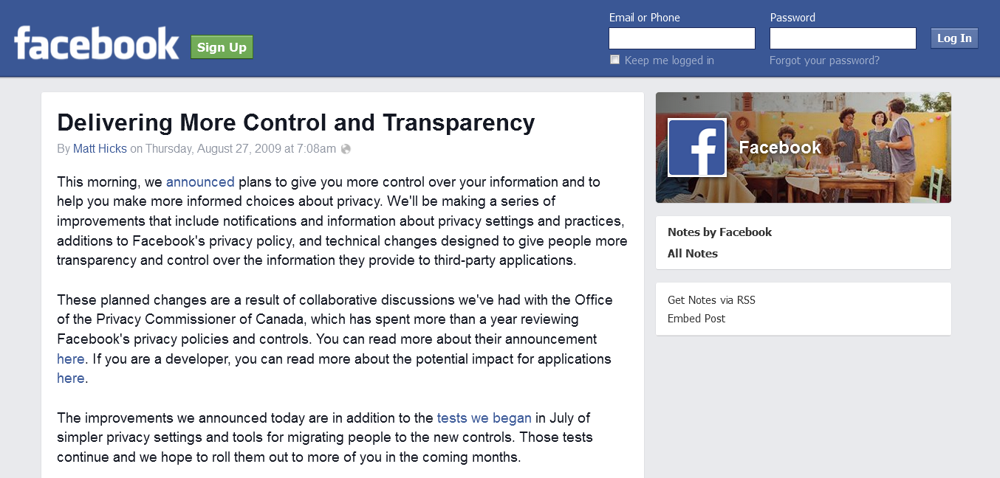 facebook
Sign Up
Email or Phone
Password
Log In
Keep me logged in
Forgot your password?
Delivering More Control and Transparency
By Matt Hicks on Thursday, August 27, 2009 at 7:08am
This morning, we announced plans to give you more control over your information and to
help you make more informed choices about privacy. We'll be making a series of
improvements that include notifications and information about privacy settings and practices,
additions to Facebook's privacy policy, and technical changes designed to give people more
transparency and control over the information they provide to third-party applications.
These planned changes are a result of collaborative discussions we've had with the Office
of the Privacy Commissioner of Canada, which has spent more than a year reviewing
Facebook's privacy policies and controls. You can read more about their announcement
here. If you are a developer, you can read more about the potential impact for applications
here.
The improvements we announced today are in addition to the tests we began in July of
simpler privacy settings and tools for migrating people to the new controls. Those tests
continue and we hope to roll them out to more of you in the coming months.
f
Facebook
Notes by Facebook
All Notes
Get Notes via RSS
Embed Post